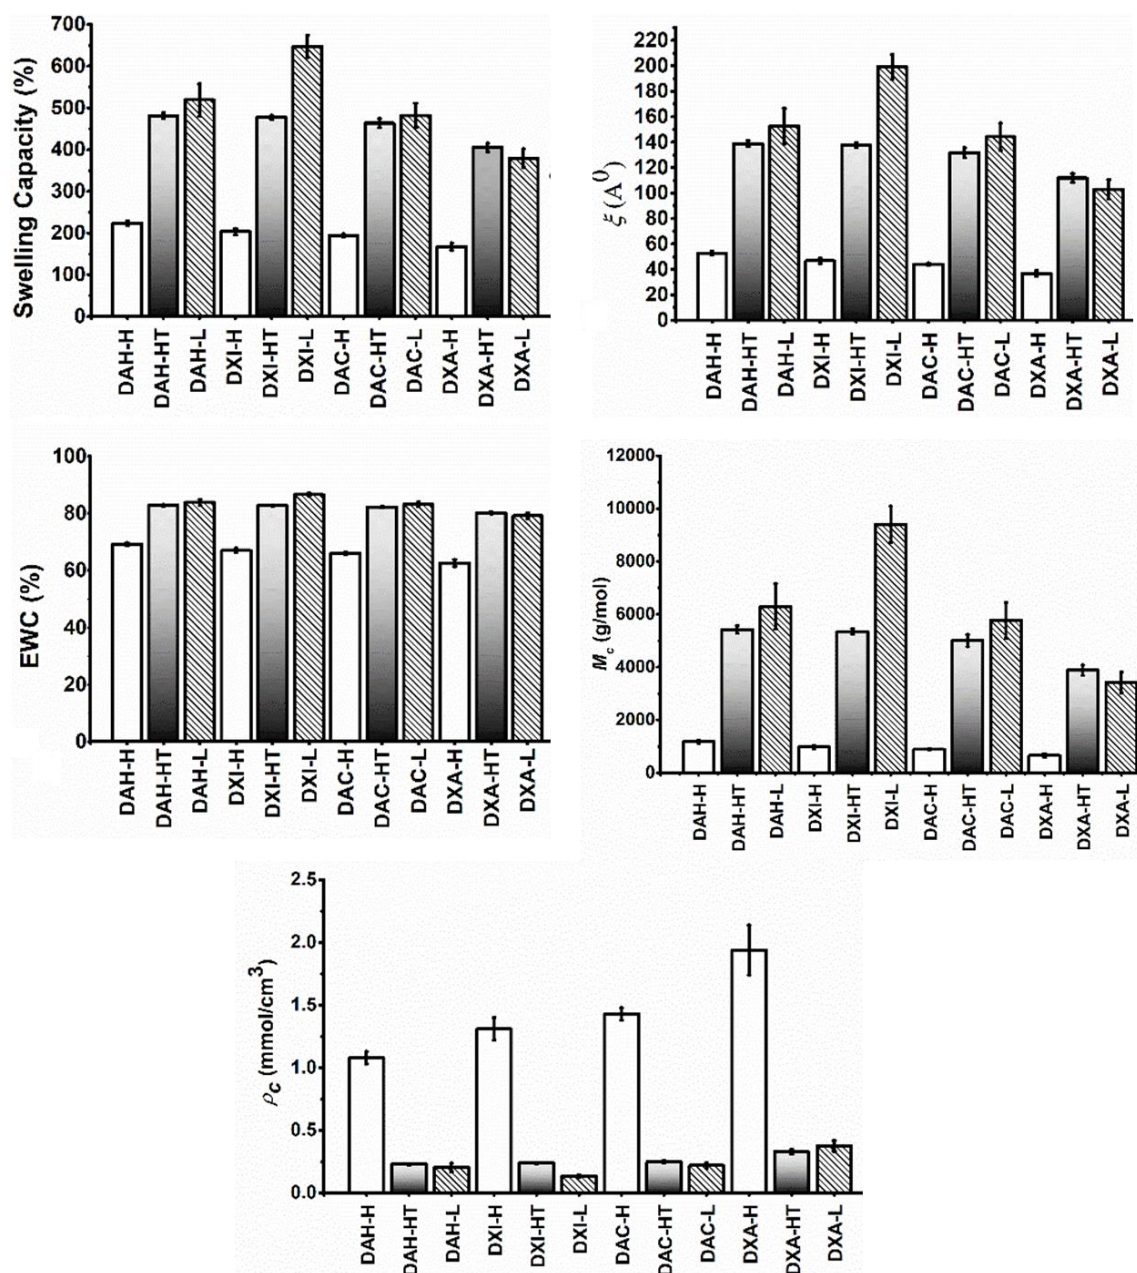 Swelling Capacity (%)
700
600
500
400
300
200
100
0
DAH-H
DAH-HT
DAH-L
DXI-H
DXI-HT
DXI-L
DAC-H
DAC-HT
DAC-L
DXA-H
DXA-HT
DXA-L
ξ (A⁰)
220
200
180
160
140
120
100
80
60
40
20
0
DAH-H
DAH-HT
DAH-L
DXI-H
DXI-HT
DXI-L
DAC-H
DAC-HT
DAC-L
DXA-H
DXA-HT
DXA-L
EWC (%)
100
80
60
40
20
0
DAH-H
DAH-HT
DAH-L
DXI-H
DXI-HT
DXI-L
DAC-H
DAC-HT
DAC-L
DXA-H
DXA-HT
DXA-L
Mc (g/mol)
12000
10000
8000
6000
4000
2000
0
DAH-H
DAH-HT
DAH-L
DXI-H
DXI-HT
DXI-L
DAC-H
DAC-HT
DAC-L
DXA-H
DXA-HT
DXA-L
ρc (mmol/cm³)
2.5
2.0
1.5
1.0
0.5
0.0
DAH-H
DAH-HT
DAH-L
DXI-H
DXI-HT
DXI-L
DAC-H
DAC-HT
DAC-L
DXA-H
DXA-HT
DXA-L